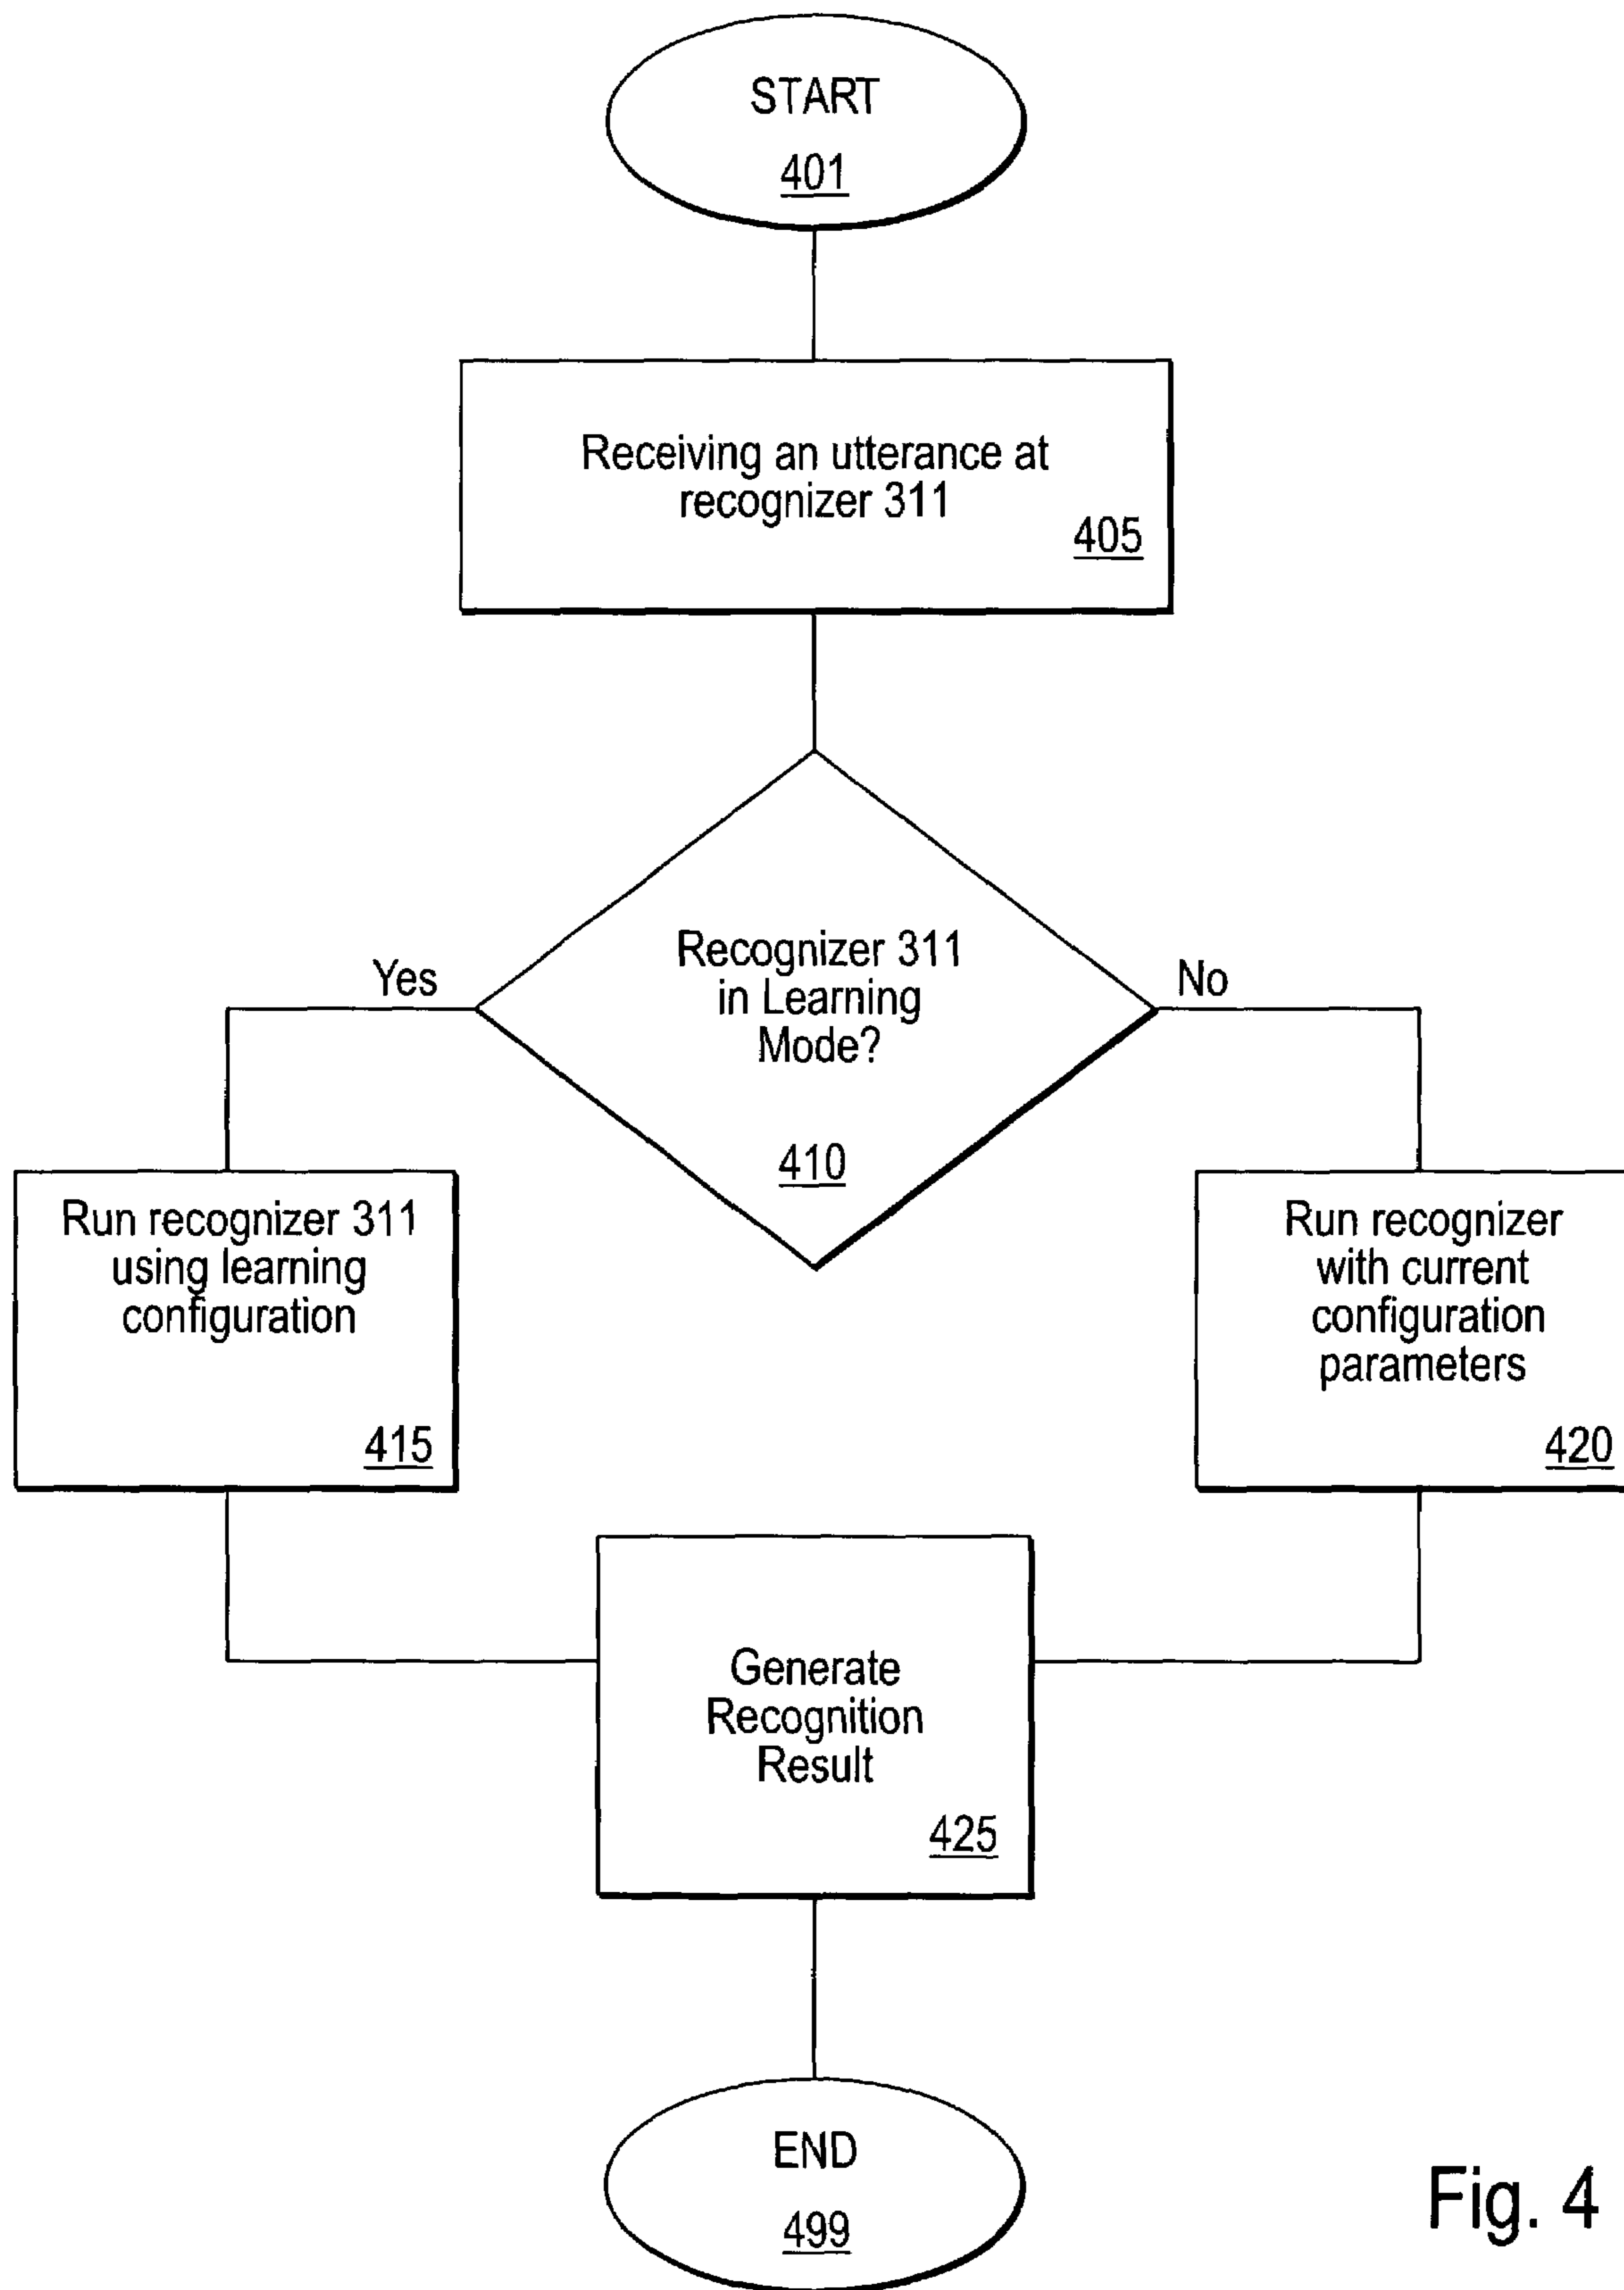 START
401
Receiving an utterance at
recognizer 311
405
Recognizer 311
in Learning
Mode?
410
Yes
No
Run recognizer 311
using learning
configuration
415
Run recognizer
with current
configuration
parameters
420
Generate
Recognition
Result
425
END
499
Fig. 4